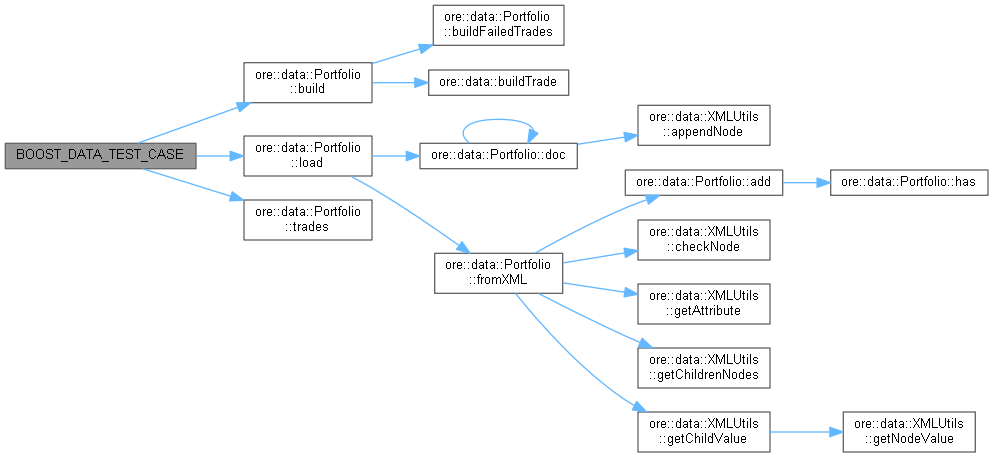 ore::data::Portfolio
::buildFailedTrades
ore::data::Portfolio
::build
ore::data::buildTrade
BOOST_DATA_TEST_CASE
ore::data::Portfolio
::load
ore::data::Portfolio::doc
ore::data::XMLUtils
::appendNode
ore::data::Portfolio
::trades
ore::data::Portfolio
::fromXML
ore::data::Portfolio::add
ore::data::Portfolio::has
ore::data::XMLUtils
::checkNode
ore::data::XMLUtils
::getAttribute
ore::data::XMLUtils
::getChildrenNodes
ore::data::XMLUtils
::getChildValue
ore::data::XMLUtils
::getNodeValue